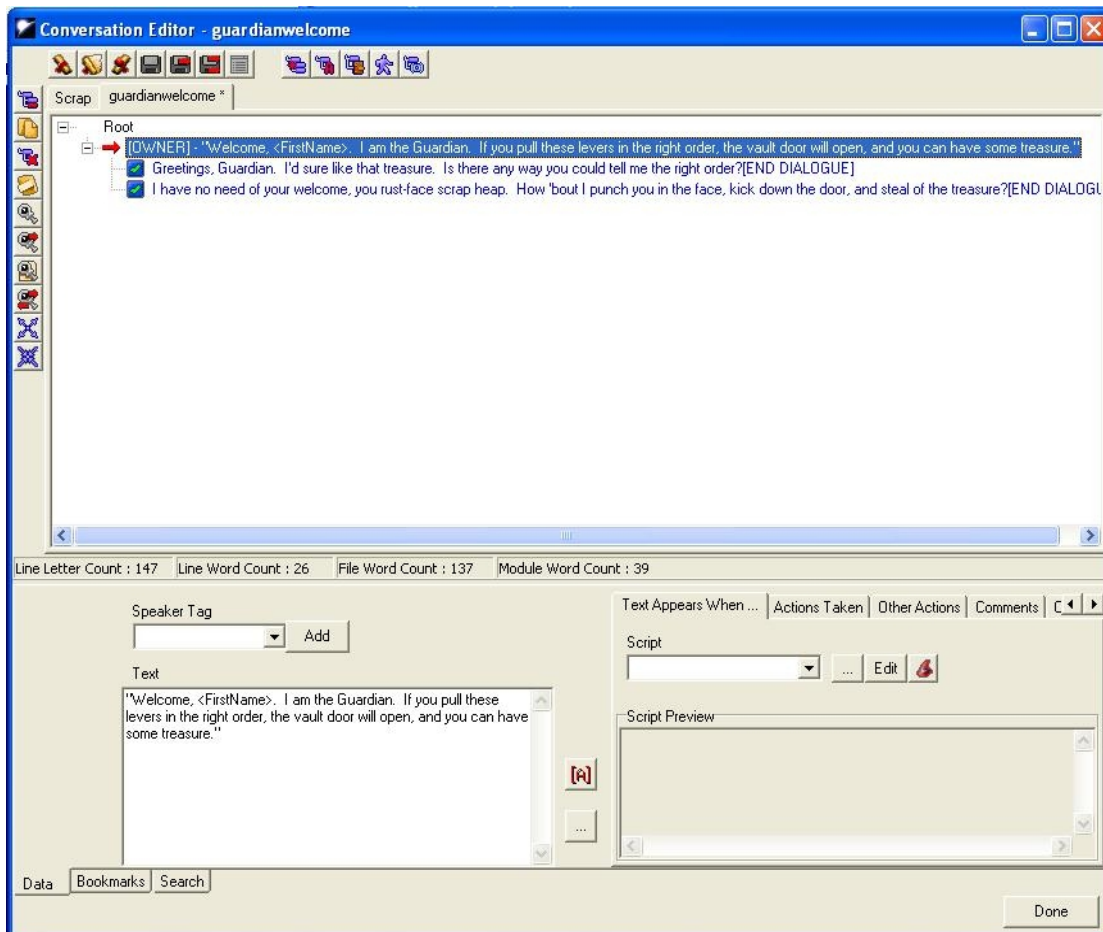 Conversation Editor - guardianwelcome
Scrap guardianwelcome *
Root
[OWNER] - "Welcome, <FirstName>. I am the Guardian. If you pull these levers in the right order, the vault door will open, and you can have some treasure."
Greetings, Guardian. I'd sure like that treasure. Is there any way you could tell me the right order?[END DIALOGUE]
I have no need of your welcome, you rust-face scrap heap. How 'bout I punch you in the face, kick down the door, and steal of the treasure?[END DIALOGU
Line Letter Count : 147 Line Word Count : 26 File Word Count : 137 Module Word Count : 39
Speaker Tag
Add
Text
"Welcome, <FirstName>. I am the Guardian. If you pull these
levers in the right order, the vault door will open, and you can have
some treasure."
[A]
...
Text Appears When ... Actions Taken Other Actions Comments
Script
... Edit
Script Preview
Data Bookmarks Search
Done